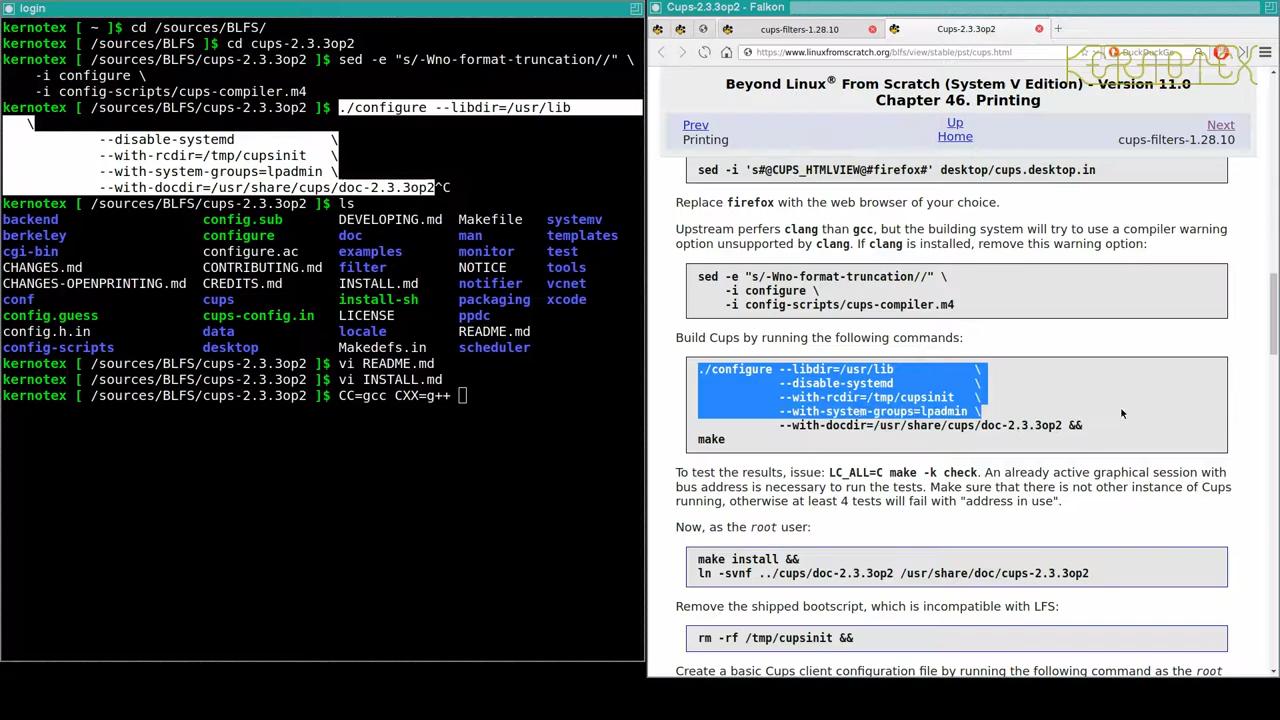 login
kernotex [ ~ ]$ cd /sources/BLFS/
kernotex [ /sources/BLFS ]$ cd cups-2.3.3op2
kernotex [ /sources/BLFS/cups-2.3.3op2 ]$ sed -e "s/-Wno-format-truncation//" \
-i configure \
-i config-scripts/cups-compiler.m4
kernotex [ /sources/BLFS/cups-2.3.3op2 ]$ ./configure --libdir=/usr/lib
\
--disable-systemd \
--with-rcdir=/tmp/cupsinit \
--with-system-groups=lpadmin \
--with-docdir=/usr/share/cups/doc-2.3.3op2^C
kernotex [ /sources/BLFS/cups-2.3.3op2 ]$ ls
backend config.sub DEVELOPING.md Makefile systemv
berkeley configure doc man templates
cgi-bin configure.ac examples monitor test
CHANGES.md CONTRIBUTING.md filter NOTICE tools
CHANGES-OPENPRINTING.md CREDITS.md INSTALL.md notifier vcnet
conf cups install-sh packaging xcode
config.guess cups-config.in LICENSE ppdc
config.h.in data locale README.md
config-scripts desktop Makedefs.in scheduler
kernotex [ /sources/BLFS/cups-2.3.3op2 ]$ vi README.md
kernotex [ /sources/BLFS/cups-2.3.3op2 ]$ vi INSTALL.md
kernotex [ /sources/BLFS/cups-2.3.3op2 ]$ CC=gcc CXX=g++
Cups-2.3.3op2 - Falkon
cups-filters-1.28.10
Cups-2.3.3op2
https://www.linuxfromscratch.org/blfs/view/stable/pst/cups.html
DuckDuckGo
KERNOTEX
Beyond Linux® From Scratch (System V Edition) - Version 11.0
Chapter 46. Printing
Prev Up Next
Printing Home cups-filters-1.28.10
sed -i 's#@CUPS_HTMLVIEW@#firefox#' desktop/cups.desktop.in
Replace firefox with the web browser of your choice.
Upstream perfers clang than gcc, but the building system will try to use a compiler warning
option unsupported by clang. If clang is installed, remove this warning option:
sed -e "s/-Wno-format-truncation//" \
-i configure \
-i config-scripts/cups-compiler.m4
Build Cups by running the following commands:
./configure --libdir=/usr/lib \
--disable-systemd \
--with-rcdir=/tmp/cupsinit \
--with-system-groups=lpadmin \
--with-docdir=/usr/share/cups/doc-2.3.3op2 &&
make
To test the results, issue: LC_ALL=C make -k check. An already active graphical session with
bus address is necessary to run the tests. Make sure that there is not other instance of Cups
running, otherwise at least 4 tests will fail with "address in use".
Now, as the root user:
make install &&
ln -svnf ../cups/doc-2.3.3op2 /usr/share/doc/cups-2.3.3op2
Remove the shipped bootscript, which is incompatible with LFS:
rm -rf /tmp/cupsinit &&
Create a basic Cups client configuration file by running the following command as the root